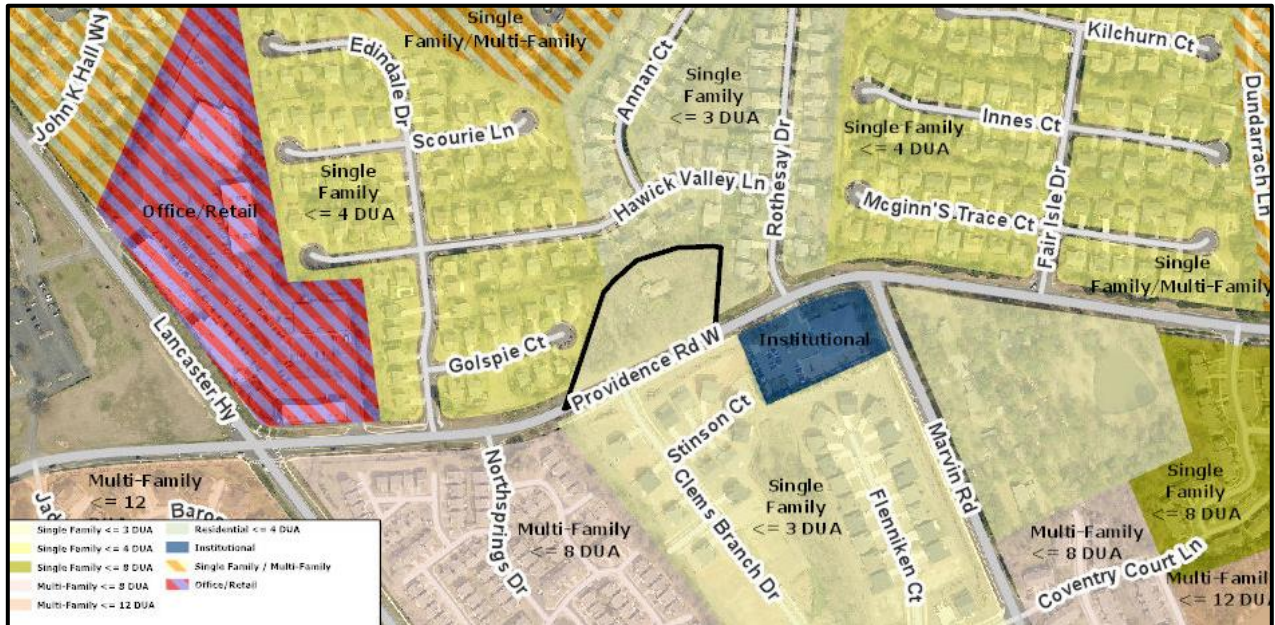 John K Hall Wy
Single
Family/Multi-Family
Edindale Dr
Scourie Ln
Annan Ct
Single
Family
<= 3 DUA
Rothesay Dr
Kilchurn Ct
Innes Ct
Single Family
<= 4 DUA
Dundarrach Ln
Hawick Valley Ln
Single
Family
<= 4 DUA
Office/Retail
Mcginn'S Trace Ct
Fair Isle Dr
Single
Family/Multi-Family
Lancaster Hy
Golspie Ct
Providence Rd W
Institutional
Stinson Ct
Marvin Rd
Multi-Family
<= 12
Northsprings Dr
Clems Branch Dr
Single
Family
<= 3 DUA
Flenniken Ct
Single
Family
<= 8 DUA
Multi-Family
<= 8 DUA
Multi-Family
<= 8 DUA
Coventry Court Ln
Multi-Family
<= 12 DUA
Single Family <= 3 DUA
Single Family <= 4 DUA
Single Family <= 8 DUA
Multi-Family <= 8 DUA
Multi-Family <= 12 DUA
Residential <= 4 DUA
Institutional
Single Family / Multi-Family
Office/Retail